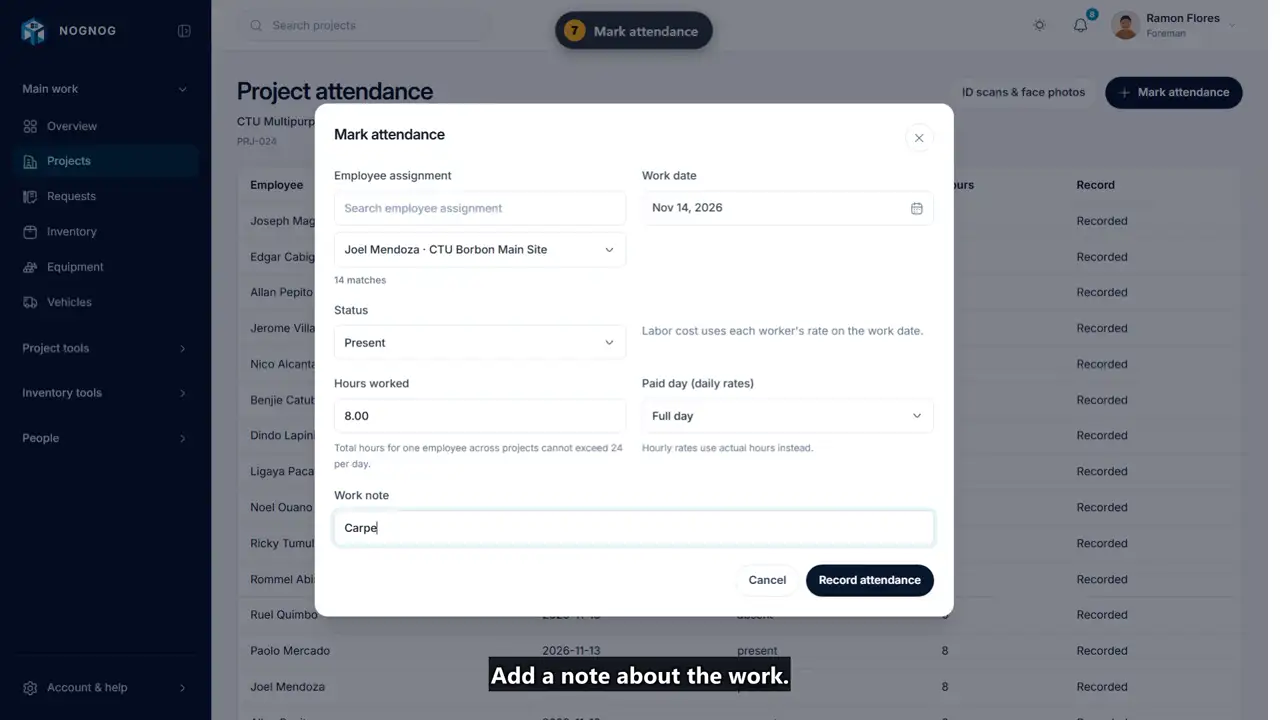 NOGNOG
Search projects
7 Mark attendance
8
Ramon Flores
Foreman
Main work
Overview
Projects
Requests
Inventory
Equipment
Vehicles
Project tools
Inventory tools
People
Account & help
Project attendance
CTU Multipurp
PRJ-024
ID scans & face photos
+ Mark attendance
Employee
ours
Record
Joseph Mag
Recorded
Edgar Cabig
Recorded
Allan Pepito
Recorded
Jerome Villa
Recorded
Nico Alcanta
Recorded
Benjie Catub
Recorded
Dindo Lapini
Recorded
Ligaya Paca
Recorded
Noel Ouano
Recorded
Ricky Tumul
Recorded
Rommel Abi
Recorded
Ruel Quimbo
Recorded
Paolo Mercado
2026-11-13
present
8
Recorded
Joel Mendoza
8
Recorded
Mark attendance
Employee assignment
Search employee assignment
Joel Mendoza · CTU Borbon Main Site
14 matches
Work date
Nov 14, 2026
Status
Present
Labor cost uses each worker's rate on the work date.
Hours worked
8.00
Total hours for one employee across projects cannot exceed 24
per day.
Paid day (daily rates)
Full day
Hourly rates use actual hours instead.
Work note
Carpe
Cancel
Record attendance
Add a note about the work.